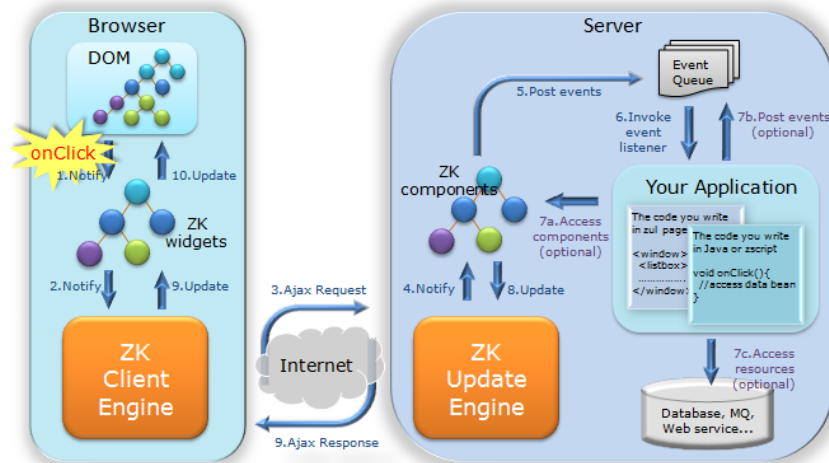 Browser
DOM
onClick
1.Notify
10.Update
ZK
widgets
2.Notify
9.Update
ZK
Client
Engine
3.Ajax Request
Internet
9.Ajax Response
Server
Event
Queue
5.Post events
6.Invoke
event
listener
7b.Post events
(optional)
ZK
components
7a.Access
components
(optional)
4.Notify
8.Update
ZK
Update
Engine
Your Application
The code you write
in zul page
<window>
<listbox>
...............
</window>
The code you write
in Java or zscript
void onClick(){
//access data bean
}
7c.Access
resources
(optional)
Database, MQ,
Web service...